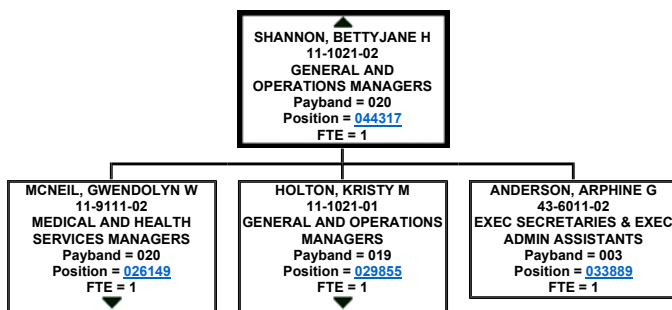 SHANNON, BETTYJANE H
11-1021-02
GENERAL AND
OPERATIONS MANAGERS
Payband = 020
Position = 044317
FTE = 1
MCNEIL, GWENDOLYN W
11-9111-02
MEDICAL AND HEALTH
SERVICES MANAGERS
Payband = 020
Position = 026149
FTE = 1
HOLTON, KRISTY M
11-1021-01
GENERAL AND OPERATIONS
MANAGERS
Payband = 019
Position = 029855
FTE = 1
ANDERSON, ARPHINE G
43-6011-02
EXEC SECRETARIES & EXEC
ADMIN ASSISTANTS
Payband = 003
Position = 033889
FTE = 1